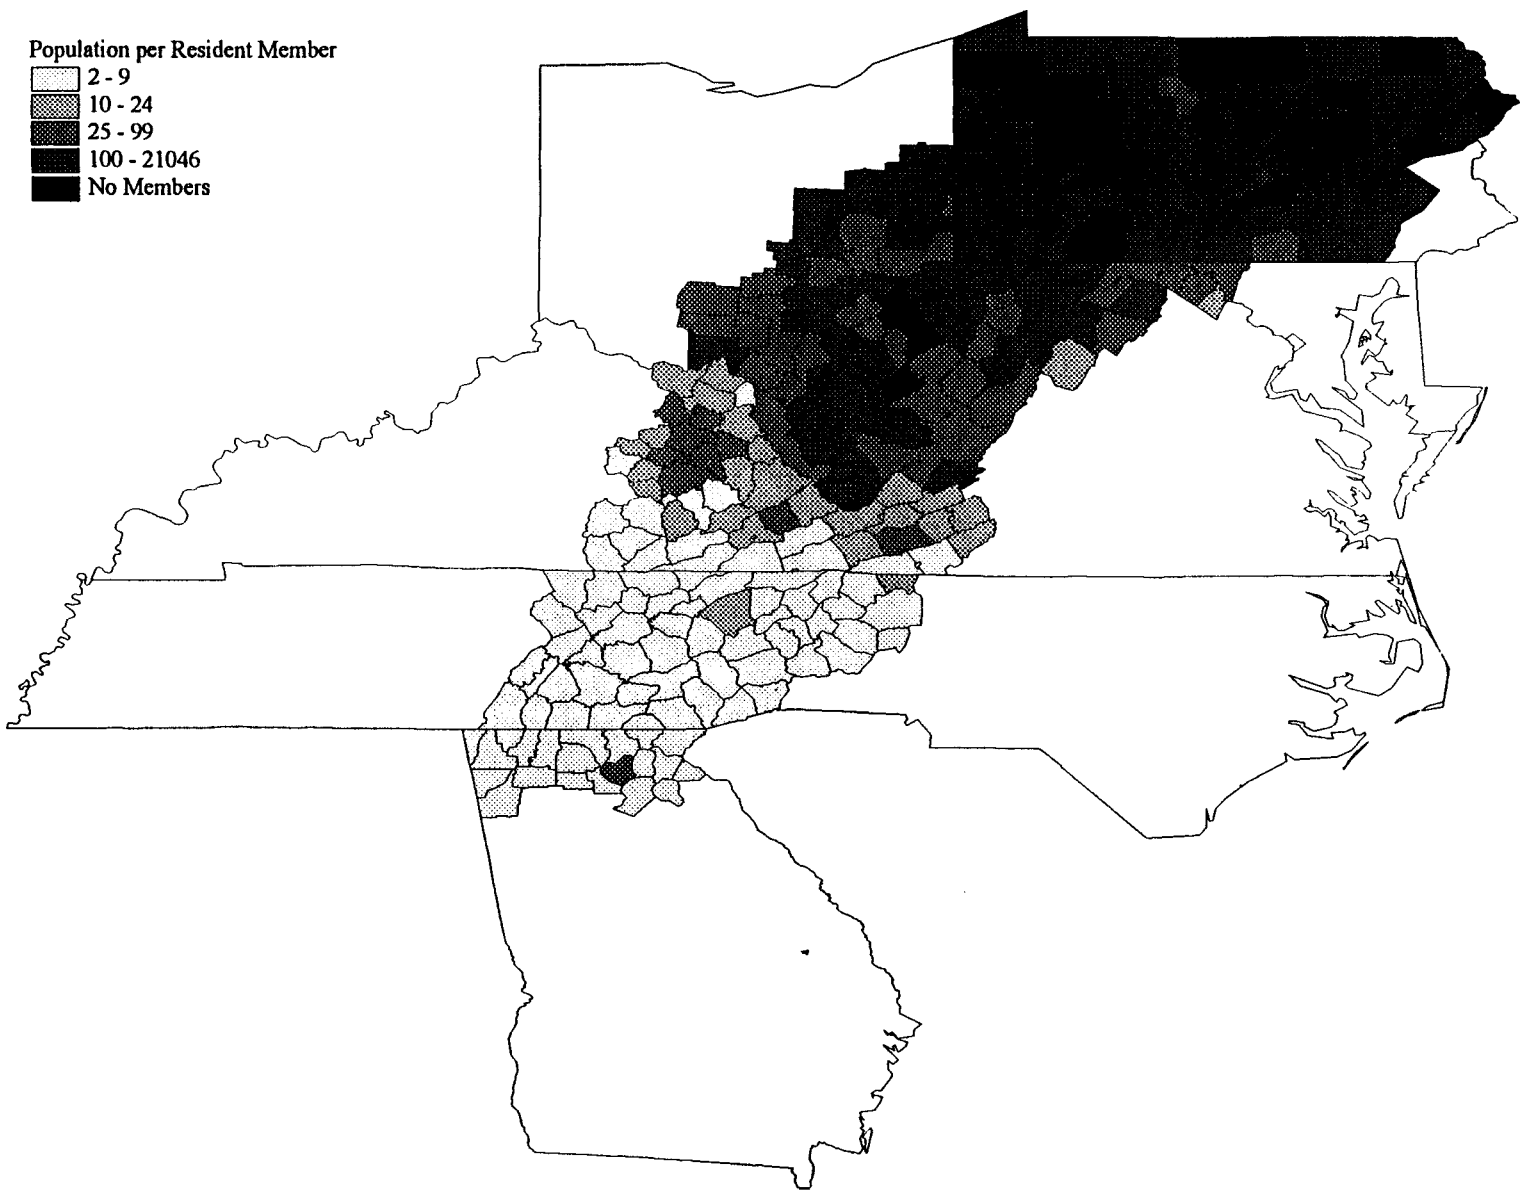 Population per Resident Member
2 - 9
10 - 24
25 - 99
100 - 21046
No Members